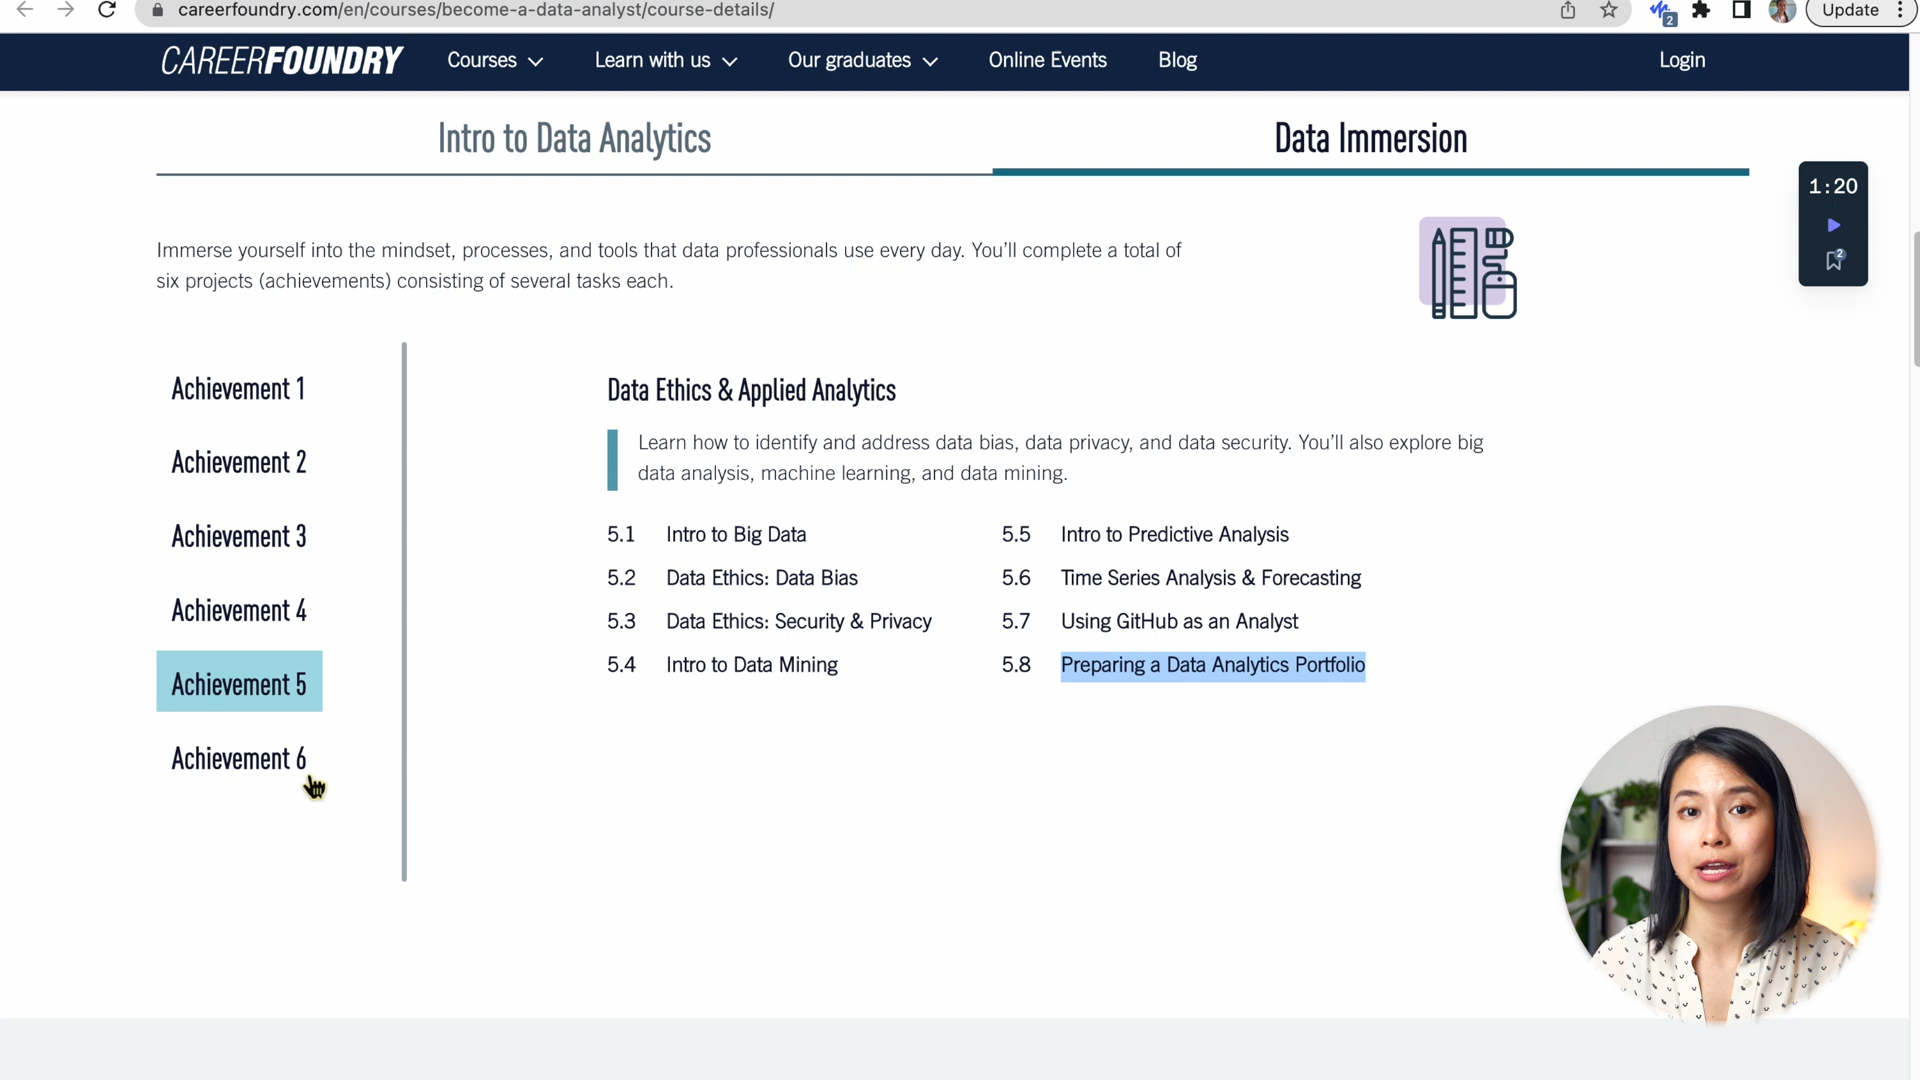 careerfoundry.com/en/courses/become-a-data-analyst/course-details/
2
Update
CAREERFOUNDRY
Courses
Learn with us
Our graduates
Online Events
Blog
Login
Intro to Data Analytics
Data Immersion
1:20
2
Immerse yourself into the mindset, processes, and tools that data professionals use every day. You'll complete a total of
six projects (achievements) consisting of several tasks each.
Achievement 1
Achievement 2
Achievement 3
Achievement 4
Achievement 5
Achievement 6
Data Ethics & Applied Analytics
Learn how to identify and address data bias, data privacy, and data security. You'll also explore big
data analysis, machine learning, and data mining.
5.1 Intro to Big Data
5.2 Data Ethics: Data Bias
5.3 Data Ethics: Security & Privacy
5.4 Intro to Data Mining
5.5 Intro to Predictive Analysis
5.6 Time Series Analysis & Forecasting
5.7 Using GitHub as an Analyst
5.8 Preparing a Data Analytics Portfolio